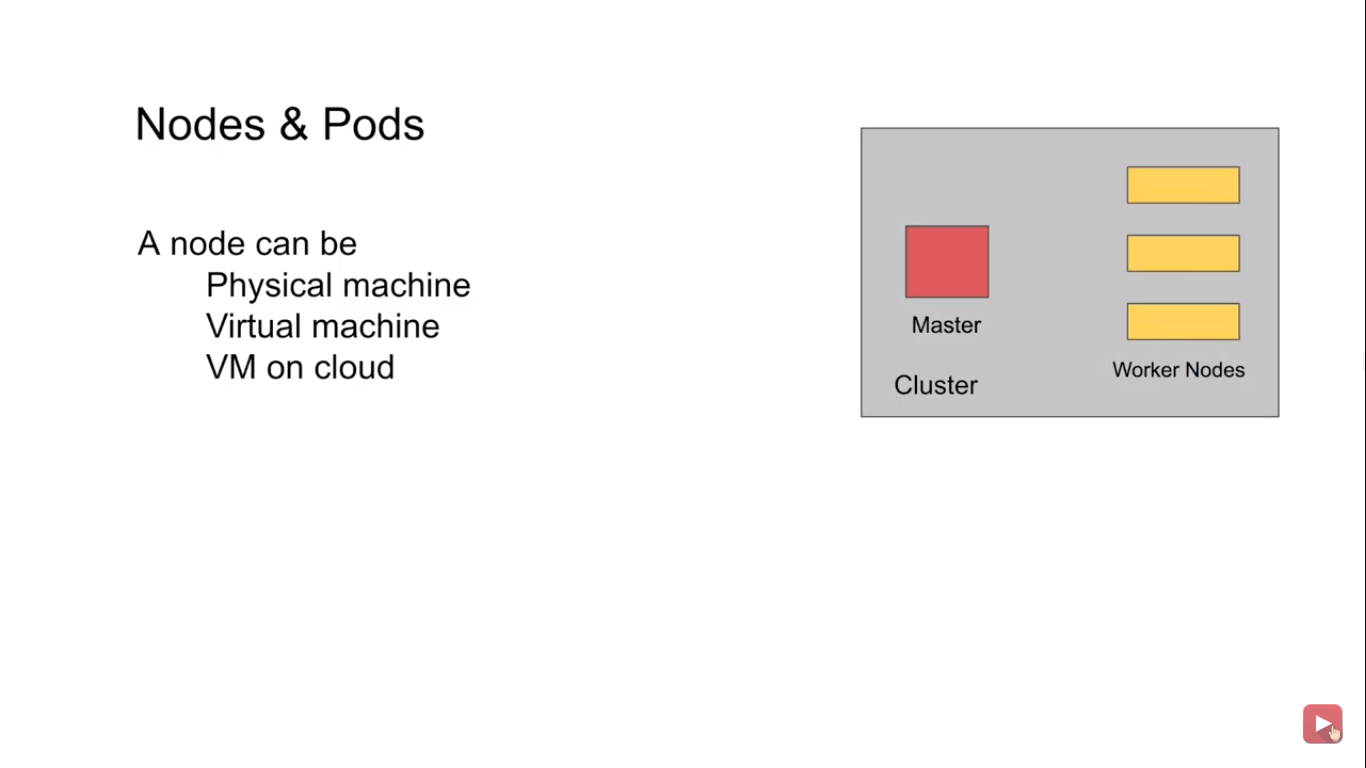 Nodes & Pods
A node can be
Physical machine
Virtual machine
VM on cloud
Master
Cluster
Worker Nodes